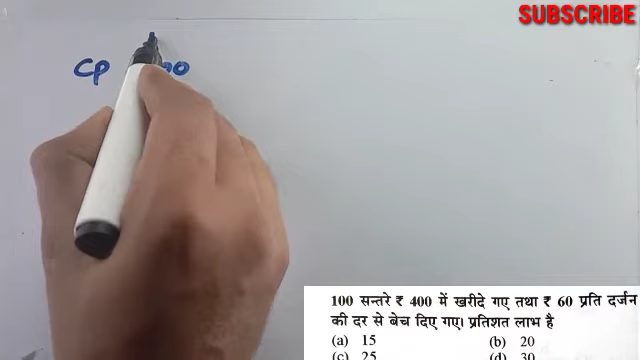 SUBSCRIBE
CP
100 सन्तरे ₹ 400 में खरीदे गए तथा ₹ 60 प्रति दर्जन
की दर से बेच दिए गए। प्रतिशत लाभ है
(a) 15 (b) 20
(c) 25 (d) 30